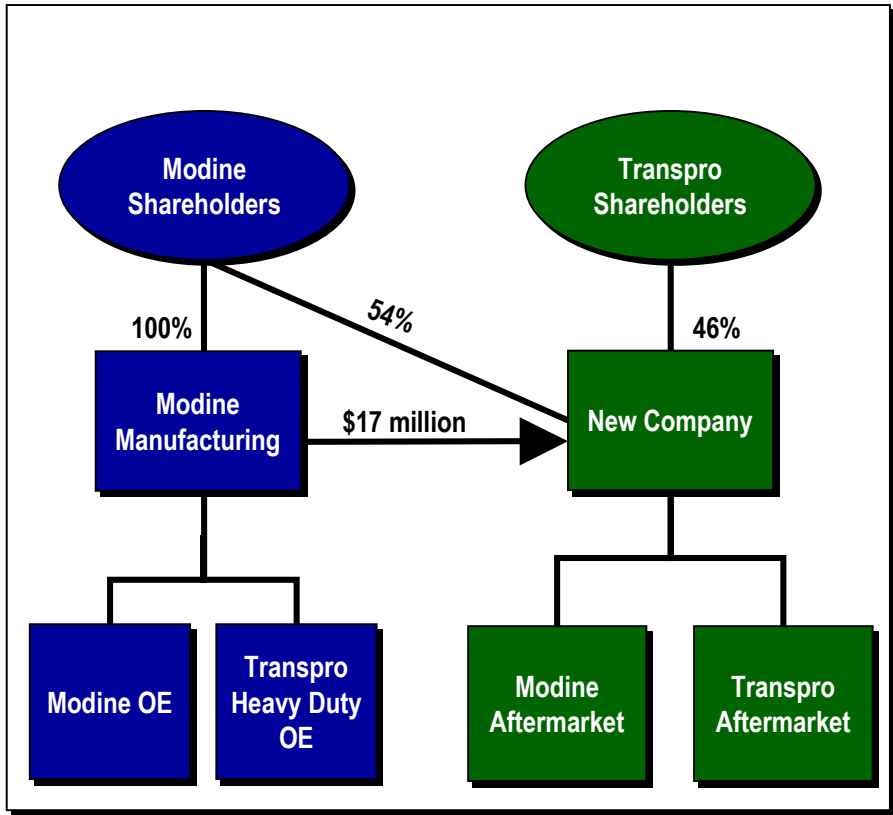 Modine
Shareholders
Transpro
Shareholders
100%
54%
46%
Modine
Manufacturing
$17 million
New Company
Modine OE
Transpro
Heavy Duty
OE
Modine
Aftermarket
Transpro
Aftermarket